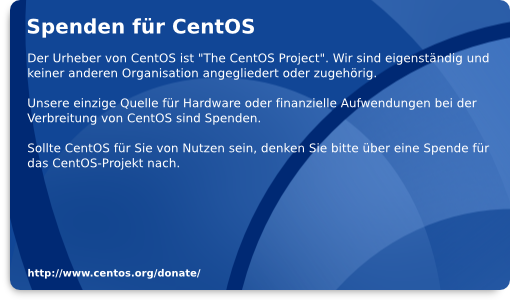 Spenden für CentOS
Der Urheber von CentOS ist "The CentOS Project". Wir sind eigenständig und
keiner anderen Organisation angegliedert oder zugehörig.
Unsere einzige Quelle für Hardware oder finanzielle Aufwendungen bei der
Verbreitung von CentOS sind Spenden.
Sollte CentOS für Sie von Nutzen sein, denken Sie bitte über eine Spende für
das CentOS-Projekt nach.
http://www.centos.org/donate/